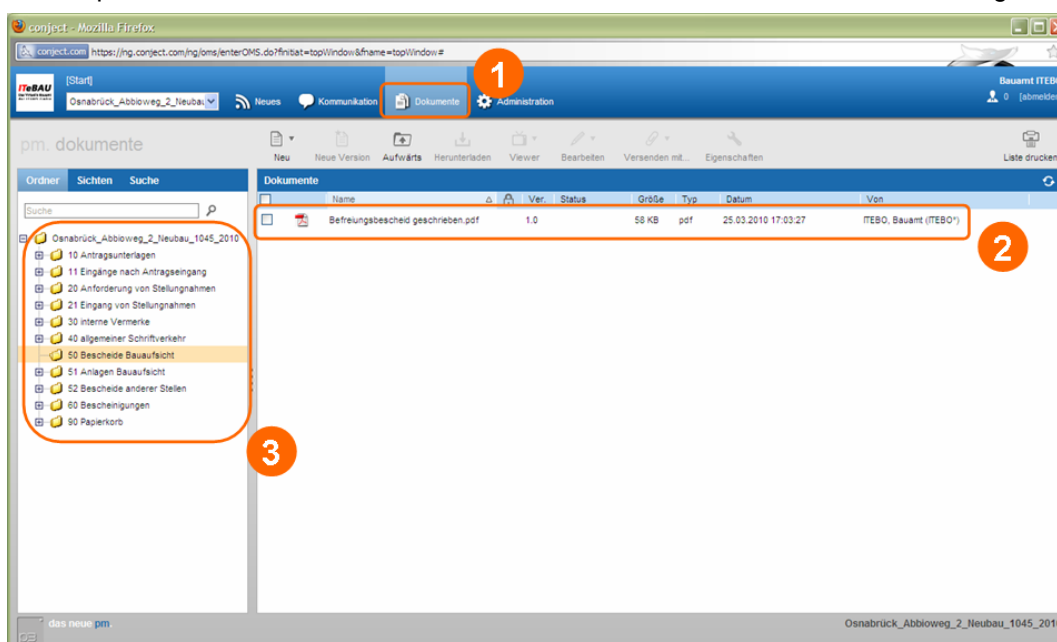 conject - Mozilla Firefox
conject.com https://ng.conject.com/ng/oms/enterOMS.do?finitiat=topWindow&fname=topWindow#
1
ITeBAU
[Start]
Bauamt ITEB
Osnabrück_Abbioweg_2_Neubau
Neues
Kommunikation
Dokumente
Administration
0 [abmelde
pm. dokumente
Neu
Neue Version
Aufwärts
Herunterladen
Viewer
Bearbeiten
Versenden mit...
Eigenschaften
Liste drucken
Ordner Sichten Suche
Dokumente
Name Ver. Status Größe Typ Datum Von
Suche
Befreiungsbescheid geschrieben.pdf 1.0 58 KB pdf 25.03.2010 17:03:27 ITEBO, Bauamt (ITEBO*)
2
Osnabrück_Abbioweg_2_Neubau_1045_2010
10 Antragsunterlagen
11 Eingänge nach Antragseingang
20 Anforderung von Stellungnahmen
21 Eingang von Stellungnahmen
30 interne Vermerke
40 allgemeiner Schriftverkehr
50 Bescheide Bauaufsicht
51 Anlagen Bauaufsicht
52 Bescheide anderer Stellen
60 Bescheinigungen
90 Papierkorb
3
das neue pm.
Osnabrück_Abbioweg_2_Neubau_1045_201